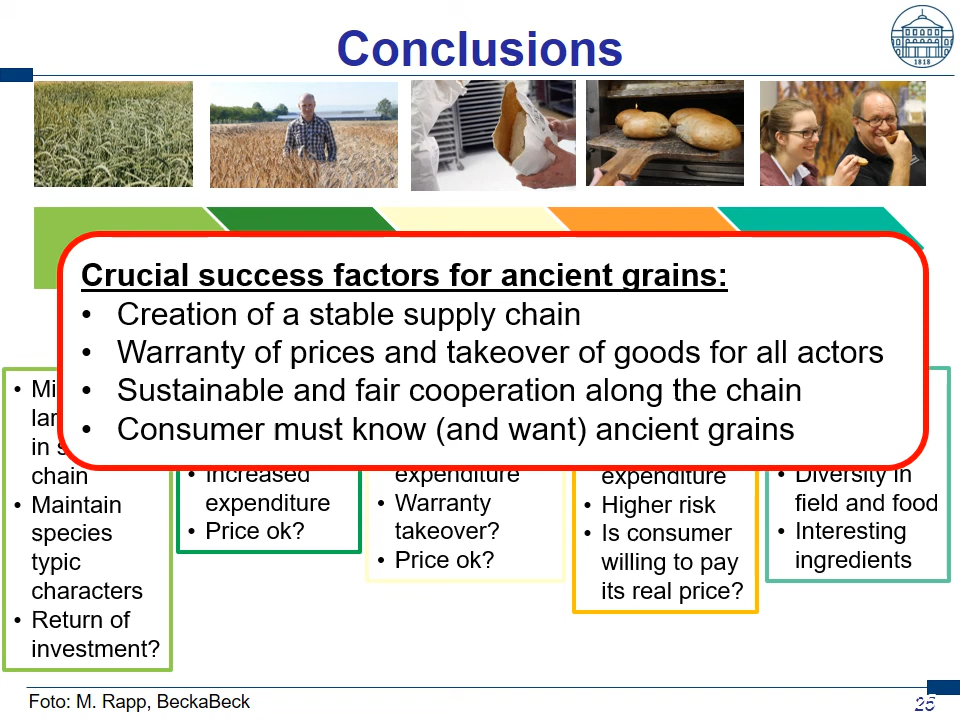 Conclusions
1818
Crucial success factors for ancient grains:
• Creation of a stable supply chain
• Warranty of prices and takeover of goods for all actors
• Sustainable and fair cooperation along the chain
• Consumer must know (and want) ancient grains
in
chain
• Maintain
species
typic
characters
• Return of
investment?
• Increased
expenditure
• Price ok?
expenditure
• Warranty
takeover?
• Price ok?
expenditure
• Higher risk
• Is consumer
willing to pay
its real price?
• Diversity in
field and food
• Interesting
ingredients
Foto: M. Rapp, BeckaBeck